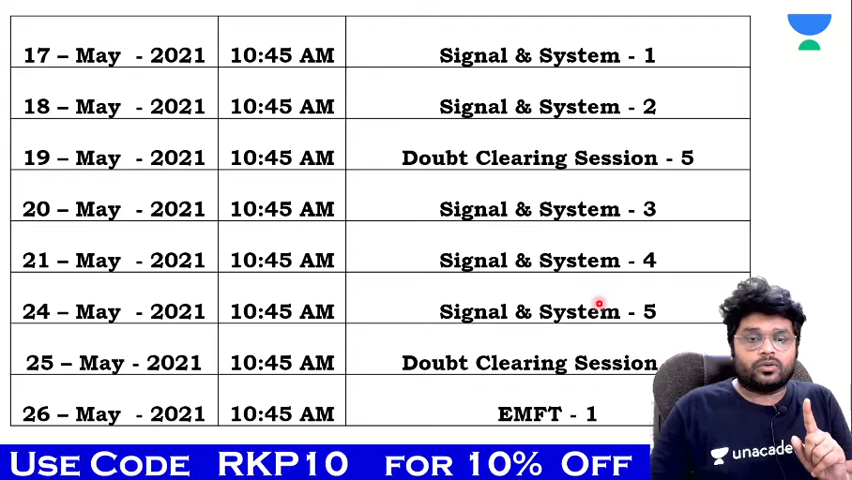 17 – May - 2021 10:45 AM Signal & System - 1
18 – May - 2021 10:45 AM Signal & System - 2
19 – May - 2021 10:45 AM Doubt Clearing Session - 5
20 – May - 2021 10:45 AM Signal & System - 3
21 – May - 2021 10:45 AM Signal & System - 4
24 – May - 2021 10:45 AM Signal & System - 5
25 – May - 2021 10:45 AM Doubt Clearing Session
26 – May - 2021 10:45 AM EMFT - 1
unacade
USE CODE RKP10 FOR 10% OFF